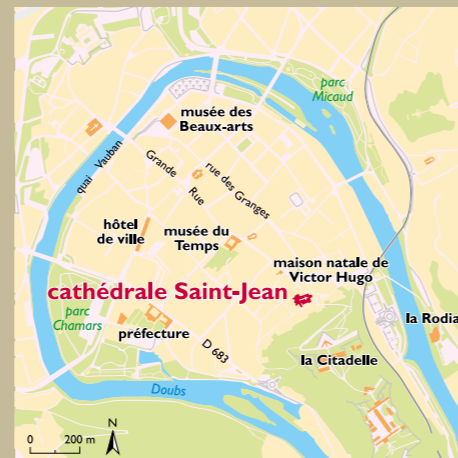 parc
Micaud
musée des
Beaux-arts
quai Vauban
Grande Rue
rue des Granges
hôtel
de ville
musée du
Temps
maison natale de
Victor Hugo
cathédrale Saint-Jean
parc
Chamars
préfecture
la Rodia
D 683
la Citadelle
Doubs
N
0 200 m